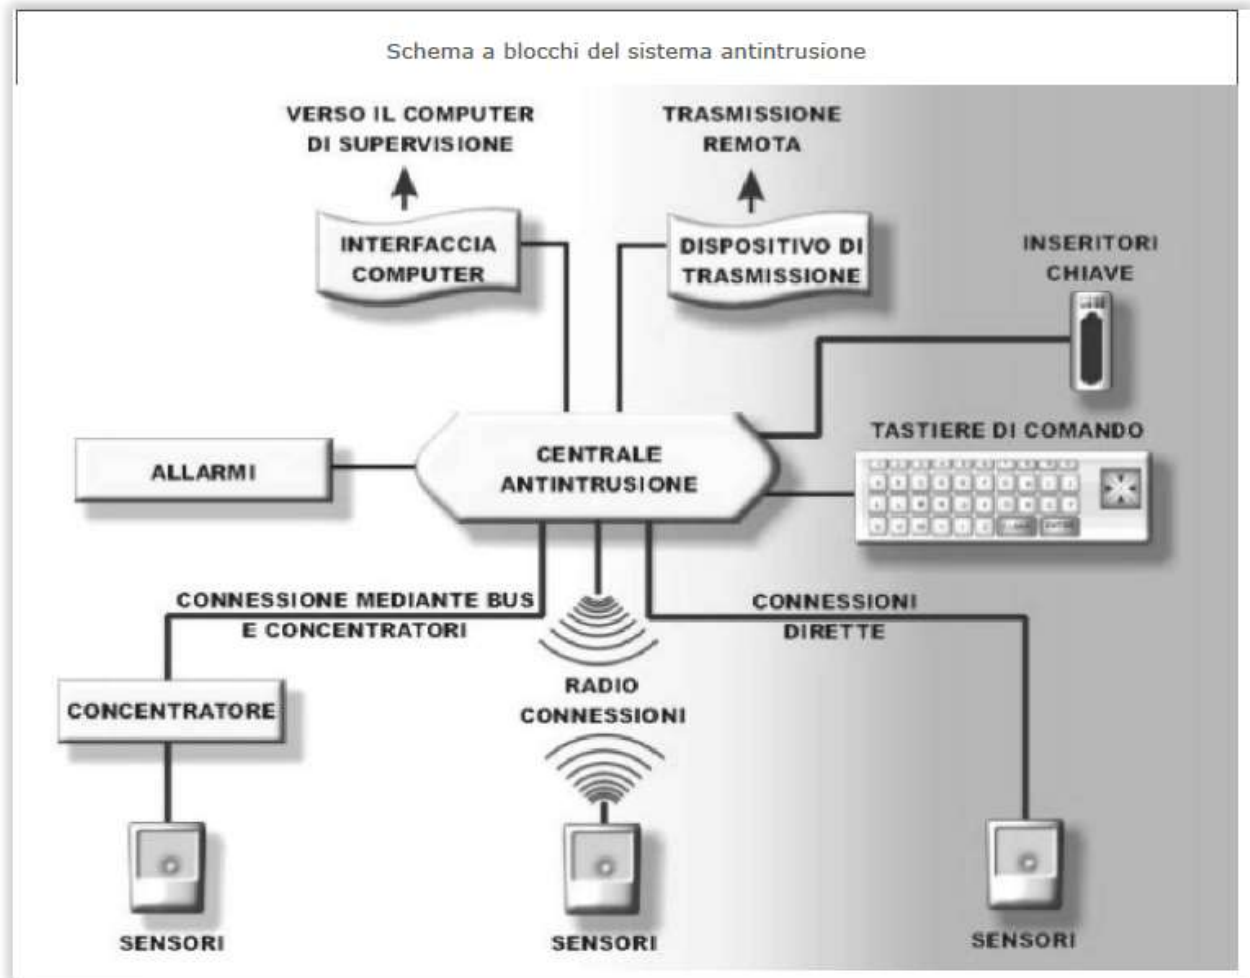 Schema a blocchi del sistema antintrusione
VERSO IL COMPUTER
DI SUPERVISIONE
TRASMISSIONE
REMOTA
INTERFACCIA
COMPUTER
DISPOSITIVO DI
TRASMISSIONE
INSERITORI
CHIAVE
ALLARMI
CENTRALE
ANTINTRUSIONE
TASTIERE DI COMANDO
CONNESSIONE MEDIANTE BUS
E CONCENTRATORI
CONNESSIONI
DIRETTE
CONCENTRATORE
RADIO
CONNESSIONI
SENSORI
SENSORI
SENSORI